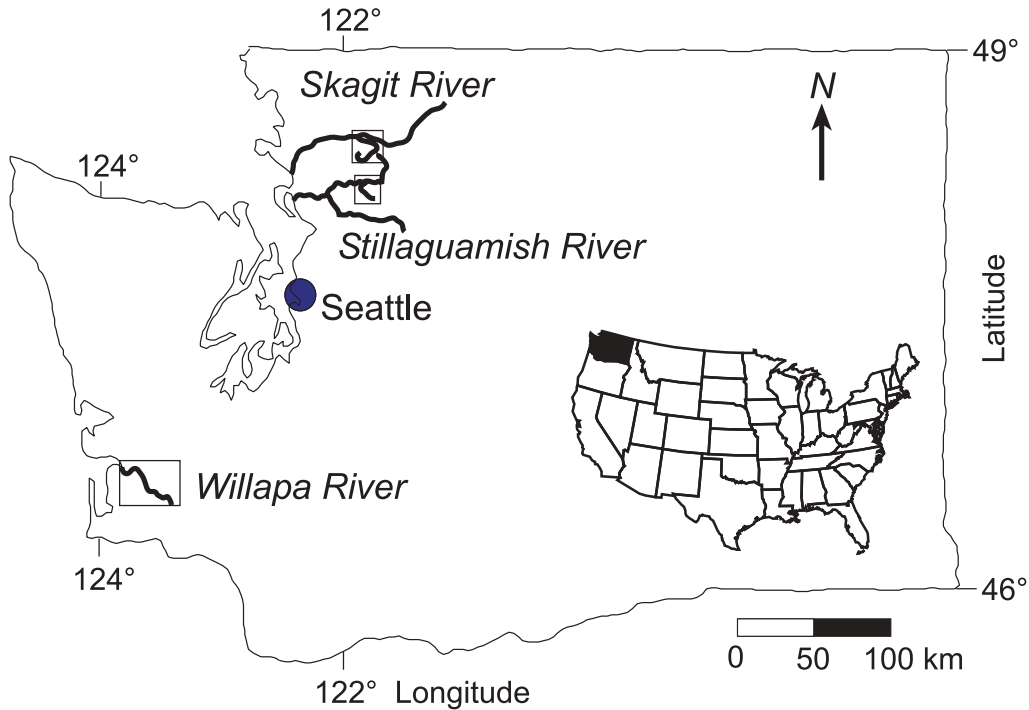 122°
49°
Skagit River
N
124°
Stillaguamish River
Latitude
Seattle
Willapa River
124°
46°
0 50 100 km
122° Longitude